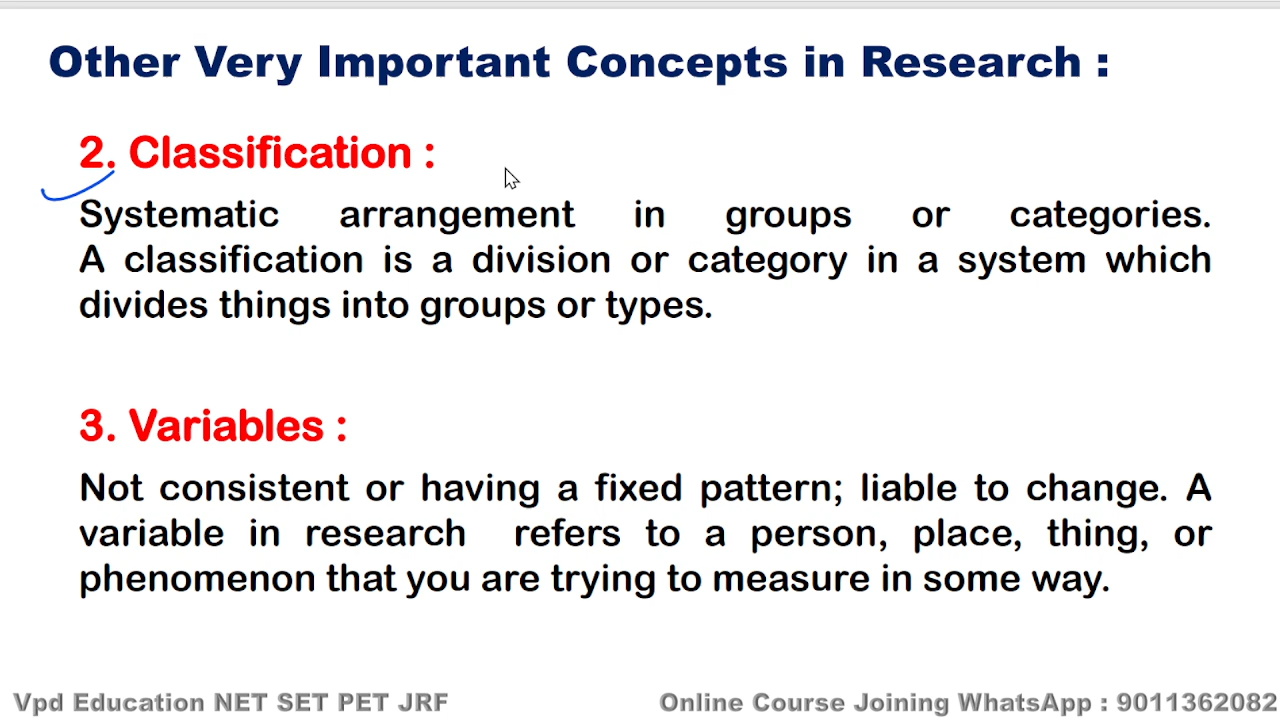 Other Very Important Concepts in Research :
2. Classification :
Systematic arrangement in groups or categories.
A classification is a division or category in a system which
divides things into groups or types.
3. Variables :
Not consistent or having a fixed pattern; liable to change. A
variable in research refers to a person, place, thing, or
phenomenon that you are trying to measure in some way.
Vpd Education NET SET PET JRF
Online Course Joining WhatsApp : 9011362082